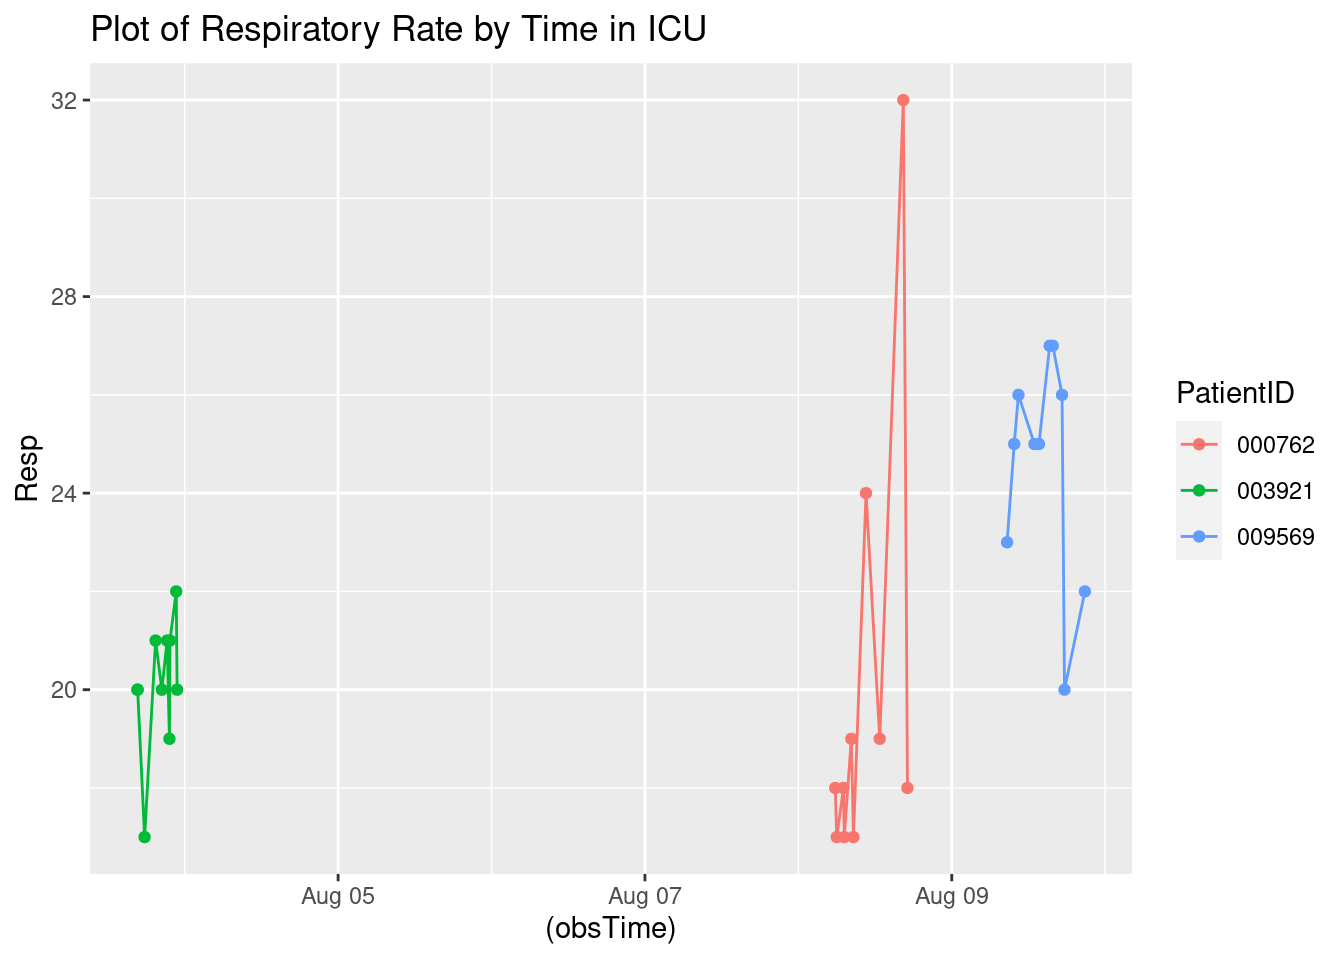 Plot of Respiratory Rate by Time in ICU
32
28
24
20
Resp
Aug 05
Aug 07
Aug 09
(obsTime)
PatientID
000762
003921
009569